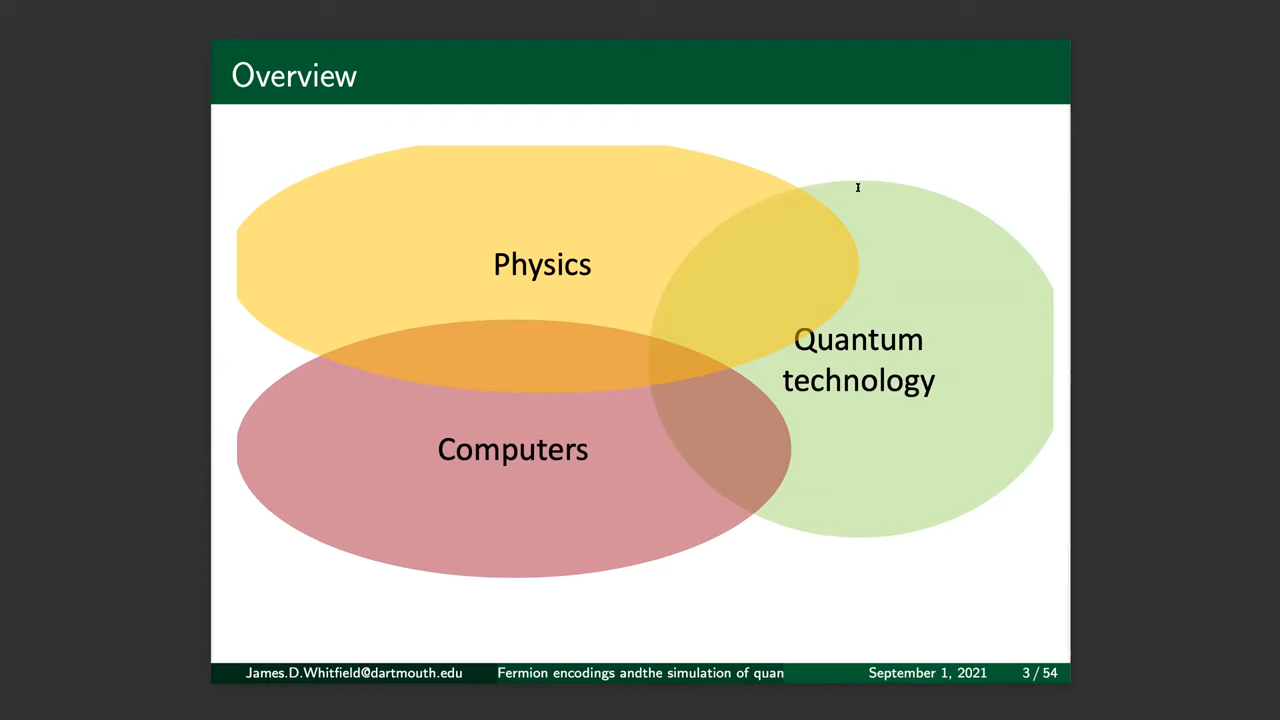 Overview
Physics
Quantum
technology
Computers
James.D.Whitfield@dartmouth.edu
Fermion encodings andthe simulation of quan
September 1, 2021
3 / 54